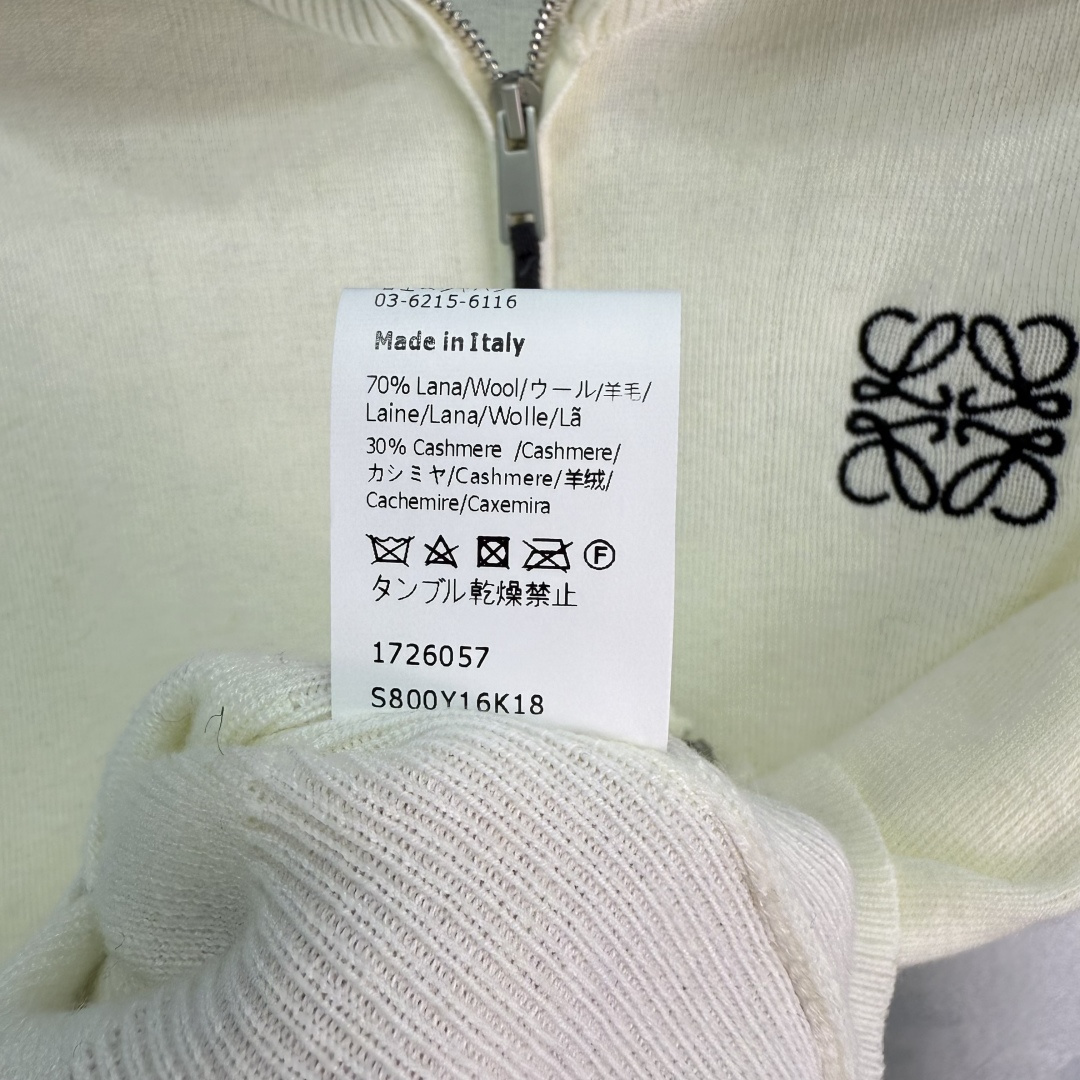 03-6215-6116
Made in Italy
70% Lana/Wool/ウール/羊毛/
Laine/Lana/Wolle/Lã
30% Cashmere /Cashmere/
カシミヤ/Cashmere/羊绒/
Cachemire/Caxemira
F
タンブル乾燥禁止
1726057
S800Y16K18